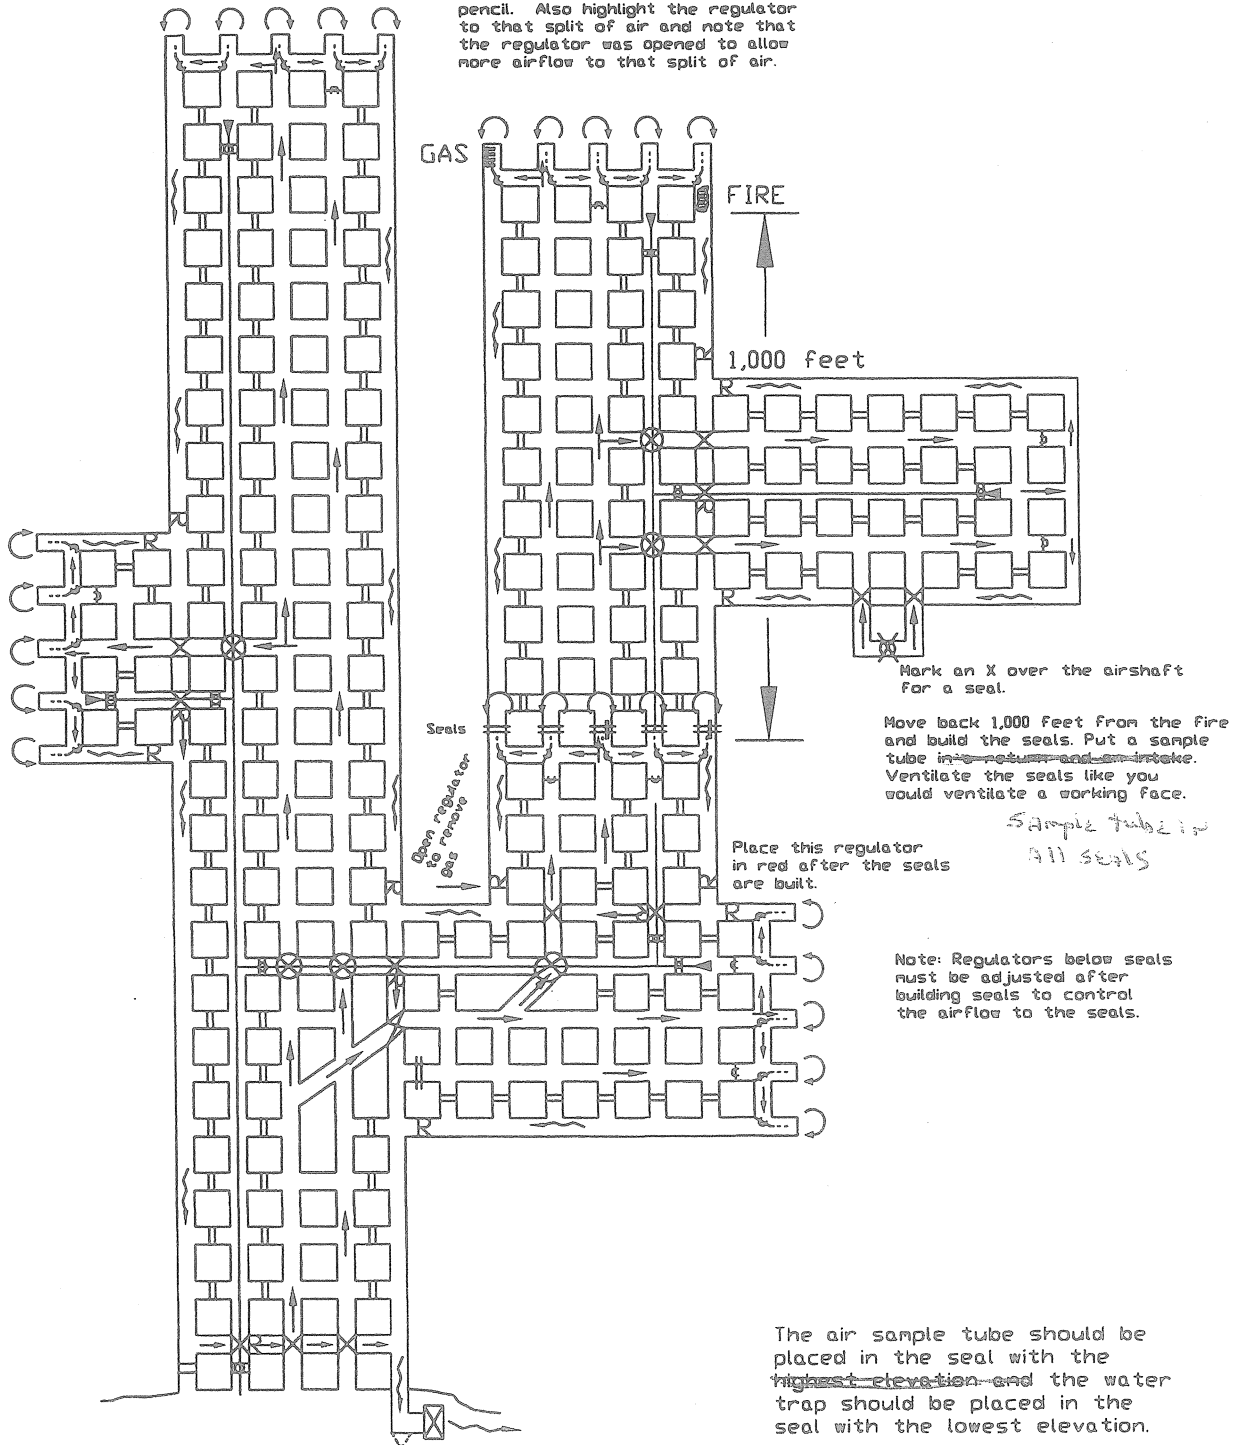 pencil. Also highlight the regulator
to that split of air and note that
the regulator was opened to allow
more airflow to that split of air.
GAS
FIRE
1,000 feet
R
R
R
R
R
R
R
Mark an X over the airshaft
for a seal.
Seals
Move back 1,000 feet from the fire
and build the seals. Put a sample
tube in a return and an intake.
Ventilate the seals like you
would ventilate a working face.
Sample tube in
All SEAlS
Open regulator
to remove
gas
Place this regulator
in red after the seals
are built.
R
R
R
R
Note: Regulators below seals
must be adjusted after
building seals to control
the airflow to the seals.
R
R
R
The air sample tube should be
placed in the seal with the
highest elevation and the water
trap should be placed in the
seal with the lowest elevation.